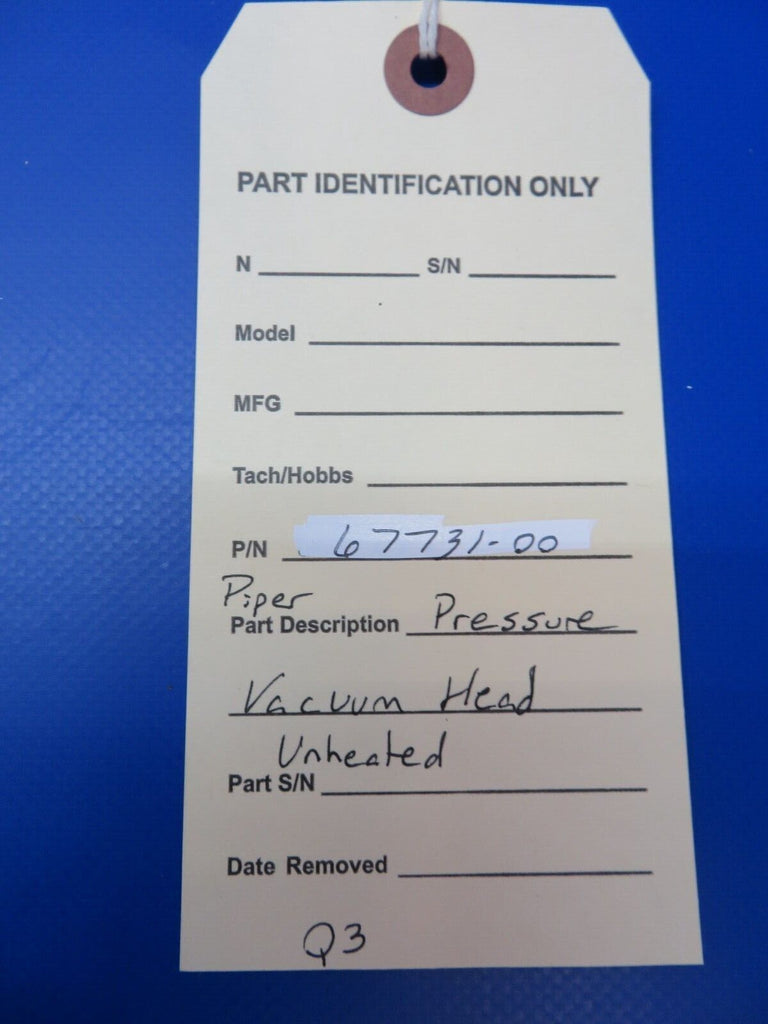 PART IDENTIFICATION ONLY
N S/N
Model
MFG
Tach/Hobbs
P/N 67731-00
Piper
Part Description Pressure
Vacuum Head
Unheated
Part S/N
Date Removed
Q3